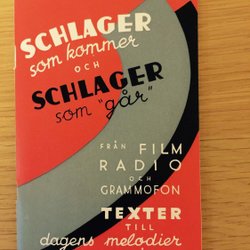 SCHLAGER
som kommer
OCH
SCHLAGER
som "går"
FRÅN FILM
RADIO
OCH
GRAMMOFON
TEXTER
TILL
dagens melodier